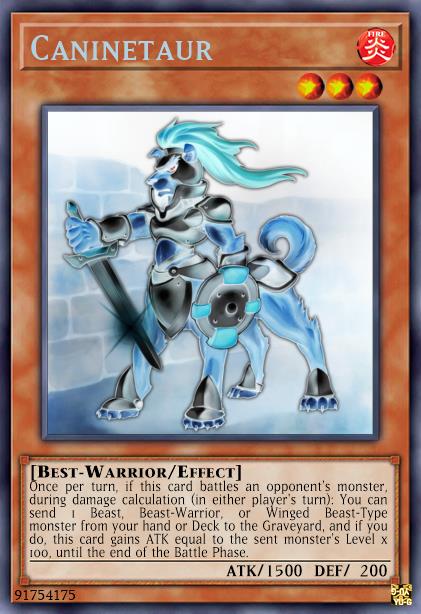 CANINETAUR
FIRE
炎
[BEST-WARRIOR/EFFECT]
Once per turn, if this card battles an opponent's monster,
during damage calculation (in either player's turn): You can
send 1 Beast, Beast-Warrior, or Winged Beast-Type
monster from your hand or Deck to the Graveyard, and if you
do, this card gains ATK equal to the sent monster's Level x
100, until the end of the Battle Phase.
ATK/1500 DEF/ 200
91754175